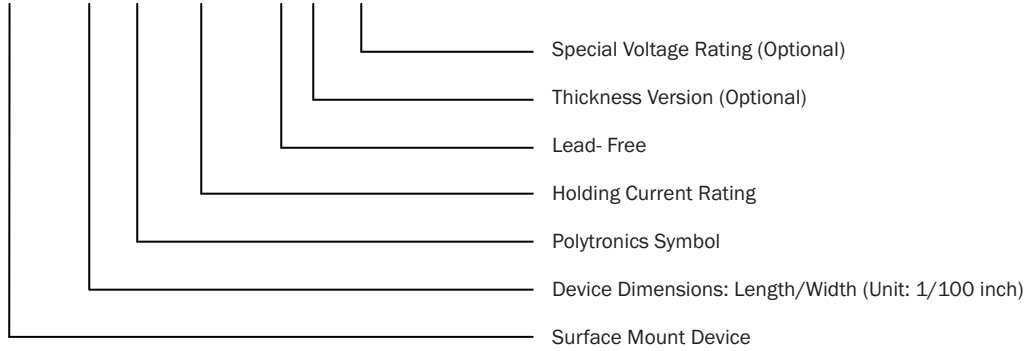 Special Voltage Rating (Optional)
Thickness Version (Optional)
Lead- Free
Holding Current Rating
Polytronics Symbol
Device Dimensions: Length/Width (Unit: 1/100 inch)
Surface Mount Device